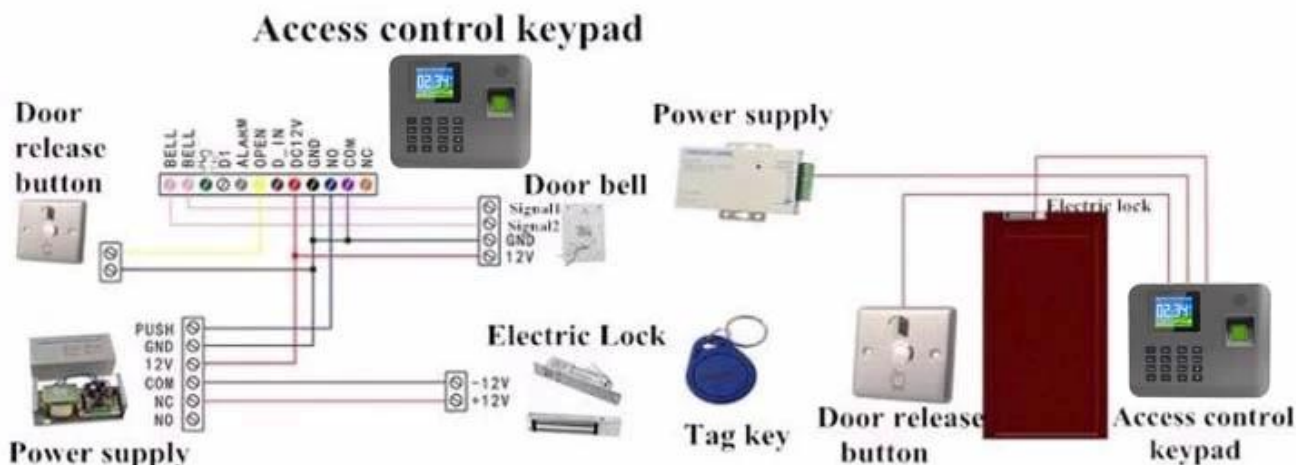 Access control keypad
02:34
Door
release
button
BELL
BELL
D1
ALARM
OPEN
D_IN
DC12V
GND
NO
COM
NC
Door bell
Signal1
Signal2
GND
12V
PUSH
GND
12V
COM
NC
NO
Power supply
Electric Lock
-12V
+12V
Tag key
Power supply
Electric lock
02:34
Door release
button
Access control
keypad